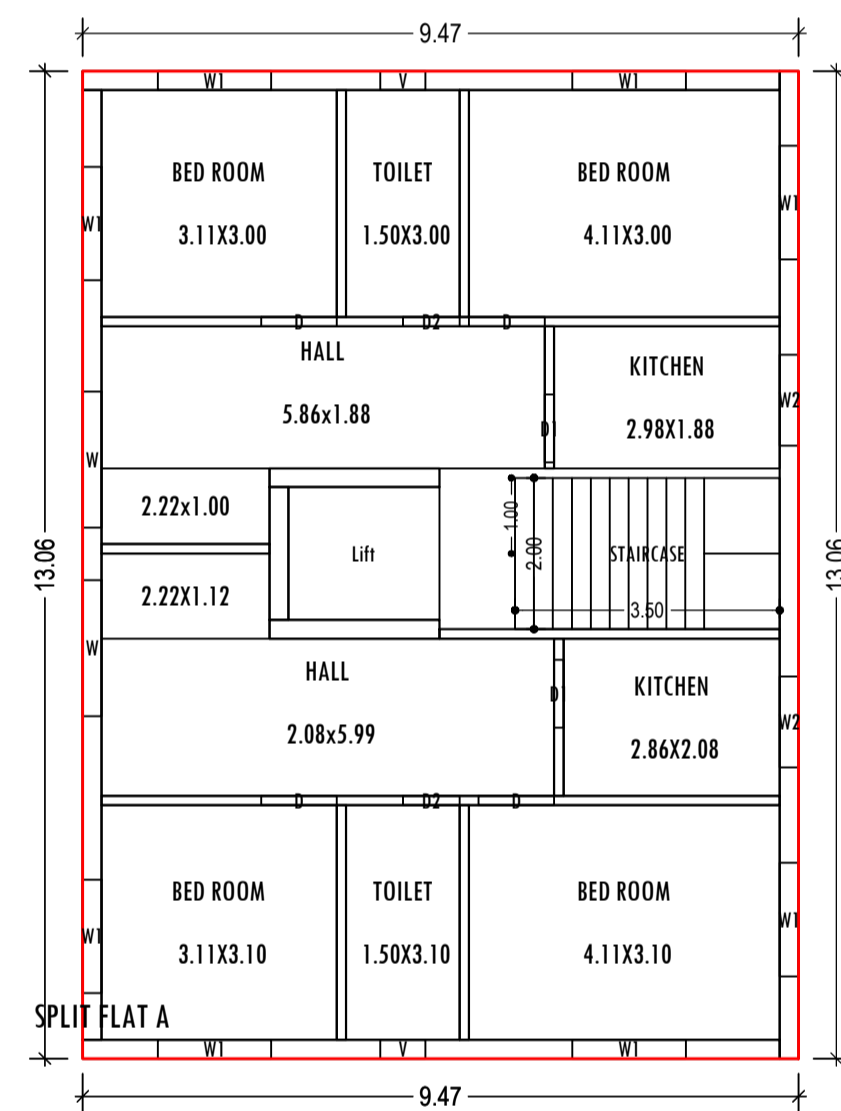 9.47
W1 V W1
BED ROOM TOILET BED ROOM
W1 W1
3.11X3.00 1.50X3.00 4.11X3.00
D D2 D
HALL
KITCHEN
W2
5.86x1.88
D1 2.98X1.88
W
2.22x1.00
1.00
Lift
2.00
STAIRCASE
13.06
13.06
2.22X1.12
3.50
W
HALL
KITCHEN
D
W2
2.08x5.99
2.86X2.08
D D2 D
BED ROOM TOILET BED ROOM
W1 W1
3.11X3.10 1.50X3.10 4.11X3.10
SPLIT FLAT A
W1 V W1
9.47